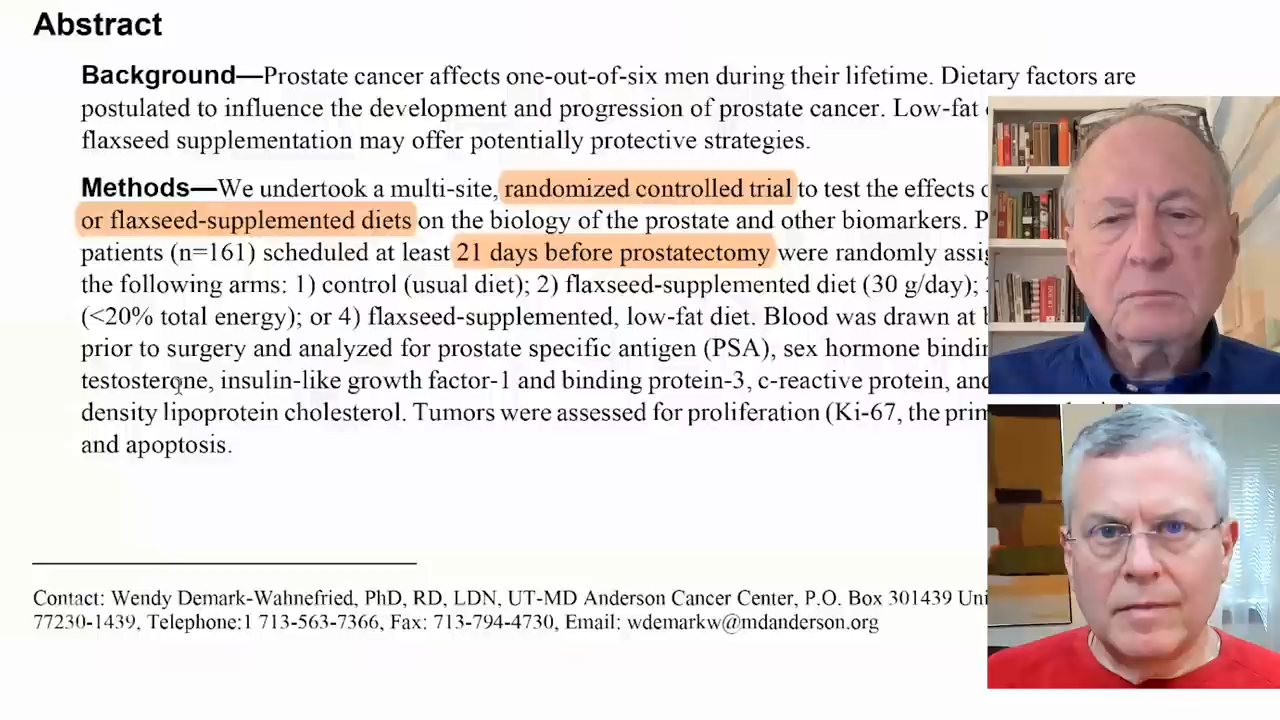 Abstract
Background—Prostate cancer affects one-out-of-six men during their lifetime. Dietary factors are
postulated to influence the development and progression of prostate cancer. Low-fat
flaxseed supplementation may offer potentially protective strategies.
Methods—We undertook a multi-site, randomized controlled trial to test the effects
or flaxseed-supplemented diets on the biology of the prostate and other biomarkers.
patients (n=161) scheduled at least 21 days before prostatectomy were randomly
the following arms: 1) control (usual diet); 2) flaxseed-supplemented diet (30 g/day);
(<20% total energy); or 4) flaxseed-supplemented, low-fat diet. Blood was drawn at
prior to surgery and analyzed for prostate specific antigen (PSA), sex hormone
testosterone, insulin-like growth factor-1 and binding protein-3, c-reactive protein, and
density lipoprotein cholesterol. Tumors were assessed for proliferation (Ki-67, the
and apoptosis.
Contact: Wendy Demark-Wahnefried, PhD, RD, LDN, UT-MD Anderson Cancer Center, P.O. Box 301439
77230-1439, Telephone:1 713-563-7366, Fax: 713-794-4730, Email: wdemarkw@mdanderson.org